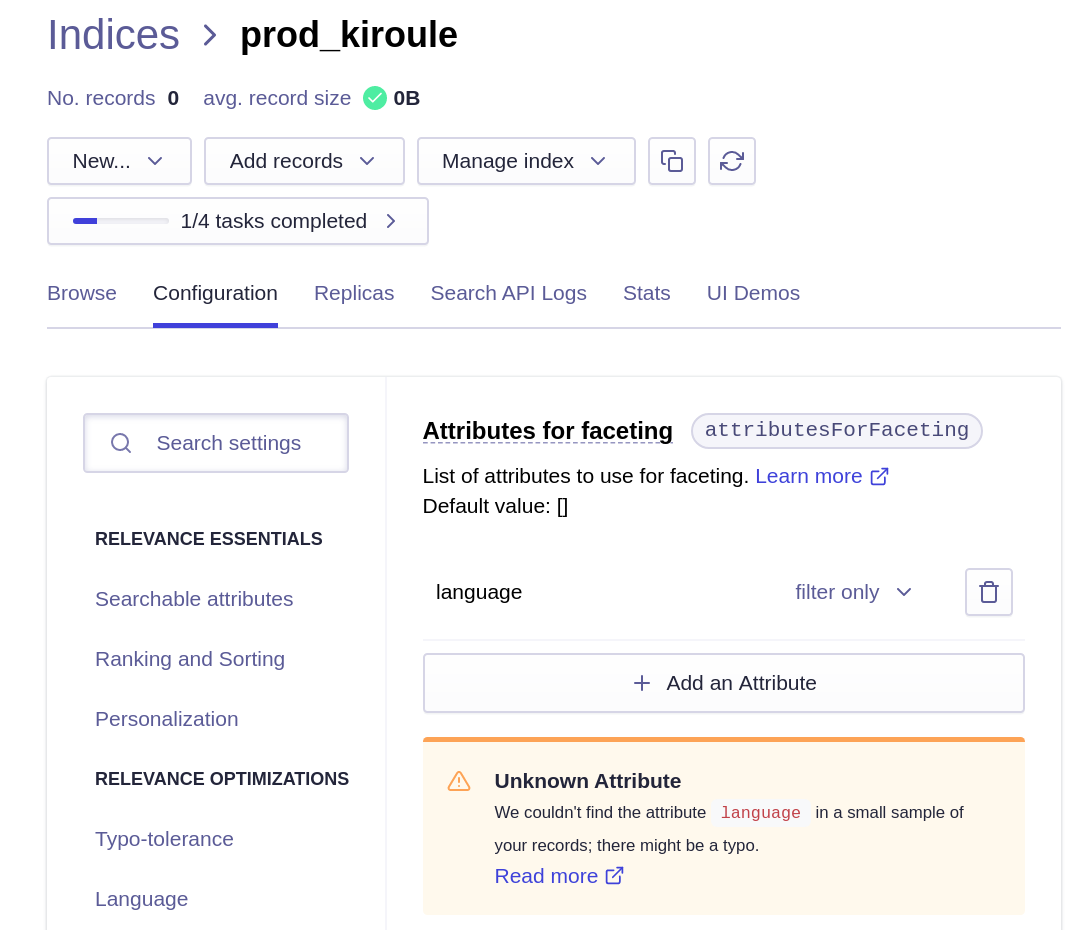 Indices > prod_kiroule
No. records 0 avg. record size 0B
New... Add records Manage index
1/4 tasks completed
Browse Configuration Replicas Search API Logs Stats UI Demos
Search settings
RELEVANCE ESSENTIALS
Searchable attributes
Ranking and Sorting
Personalization
RELEVANCE OPTIMIZATIONS
Typo-tolerance
Language
Attributes for faceting attributesForFaceting
List of attributes to use for faceting. Learn more
Default value: []
language filter only
+ Add an Attribute
Unknown Attribute
We couldn't find the attribute language in a small sample of
your records; there might be a typo.
Read more